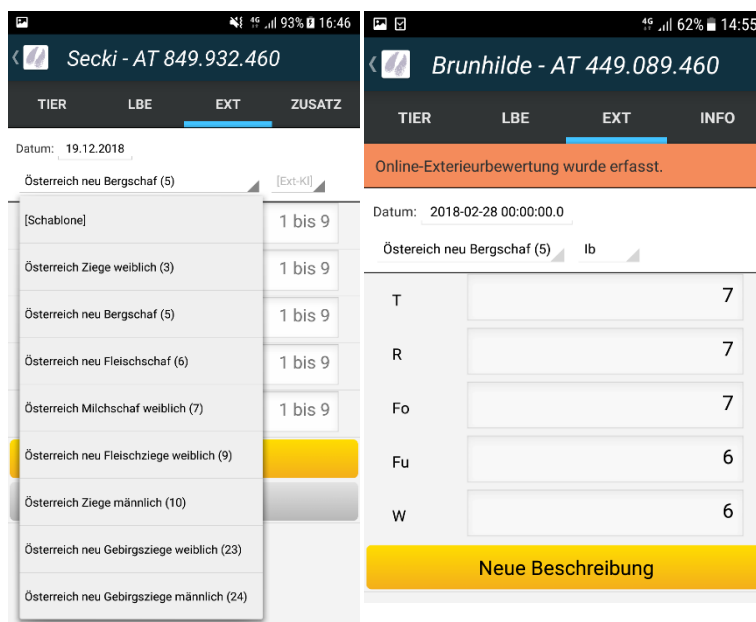 4G 93% 16:46
Secki - AT 849.932.460
TIER LBE EXT ZUSATZ
Datum: 19.12.2018
Österreich neu Bergschaf (5) [Ext-Kl]
[Schablone]
1 bis 9
Österreich Ziege weiblich (3)
1 bis 9
Österreich neu Bergschaf (5)
1 bis 9
Österreich neu Fleischschaf (6)
1 bis 9
Österreich Milchschaf weiblich (7)
1 bis 9
Österreich neu Fleischziege weiblich (9)
Österreich Ziege männlich (10)
Österreich neu Gebirgsziege weiblich (23)
Österreich neu Gebirgsziege männlich (24)
4G 62% 14:55
Brunhilde - AT 449.089.460
TIER LBE EXT INFO
Online-Exterieurbewertung wurde erfasst.
Datum: 2018-02-28 00:00:00.0
Östereich neu Bergschaf (5) Ib
T 7
R 7
Fo 7
Fu 6
W 6
Neue Beschreibung